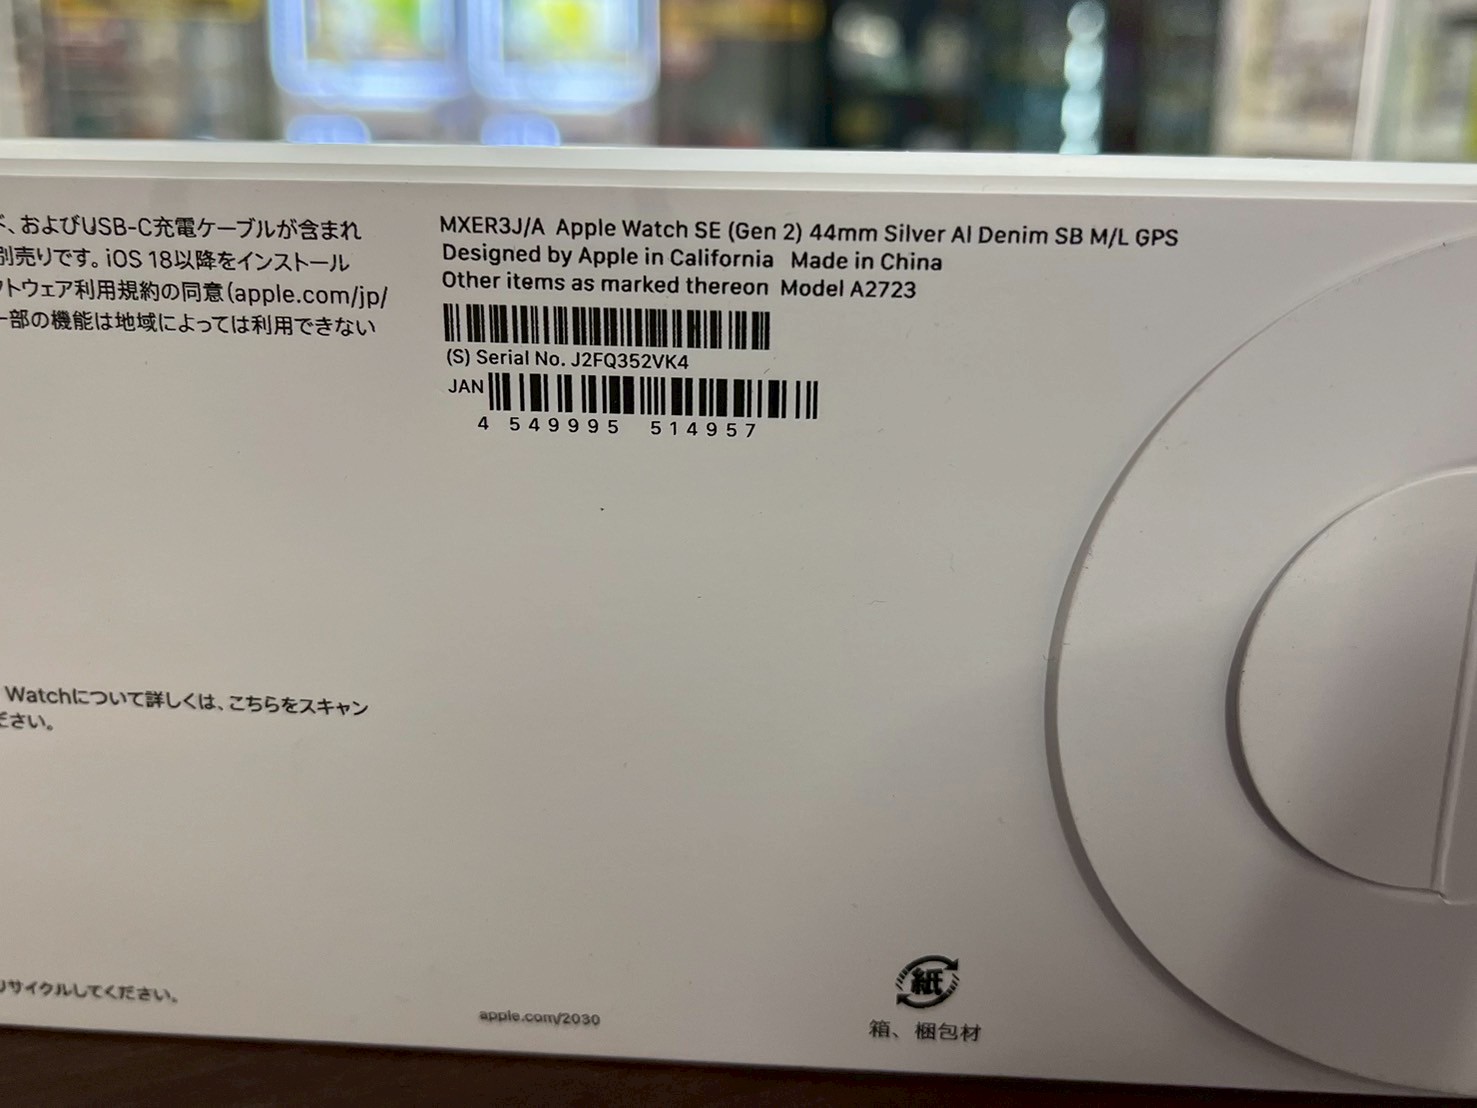 、およびUSB-C充電ケーブルが含まれ
別売りです。iOS 18以降をインストール
フトウェア利用規約の同意(apple.com/jp/
一部の機能は地域によっては利用できない
MXER3J/A Apple Watch SE (Gen 2) 44mm Silver Al Denim SB M/L GPS
Designed by Apple in California Made in China
Other items as marked thereon Model A2723
(S) Serial No. J2FQ352VK4
JAN
4 549995 514957
Watchについて詳しくは、こちらをスキャン
ださい。
リサイクルしてください。
apple.com/2030
紙
箱、梱包材